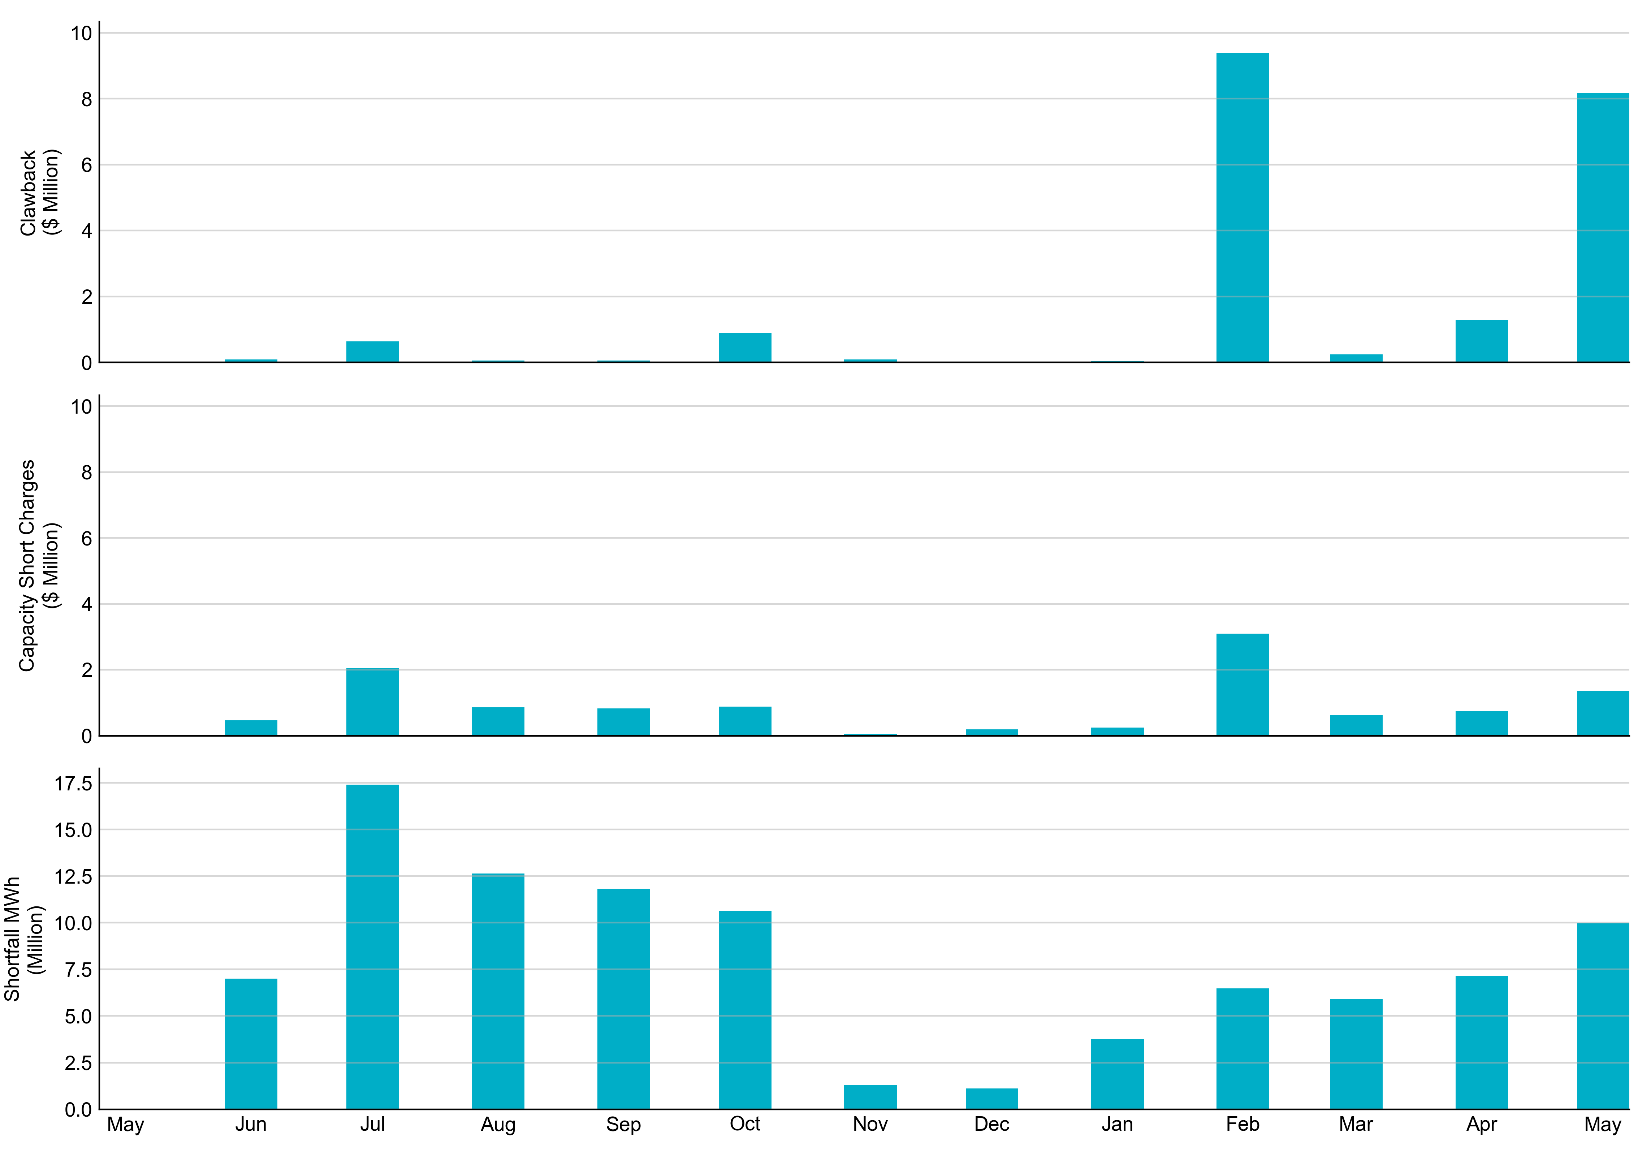 10
8
6
4
2
0
Clawback
($ Million)
10
8
6
4
2
0
Capacity Short Charges
($ Million)
17.5
15.0
12.5
10.0
7.5
5.0
2.5
0.0
Shortfall MWh
(Million)
May Jun Jul Aug Sep Oct Nov Dec Jan Feb Mar Apr May